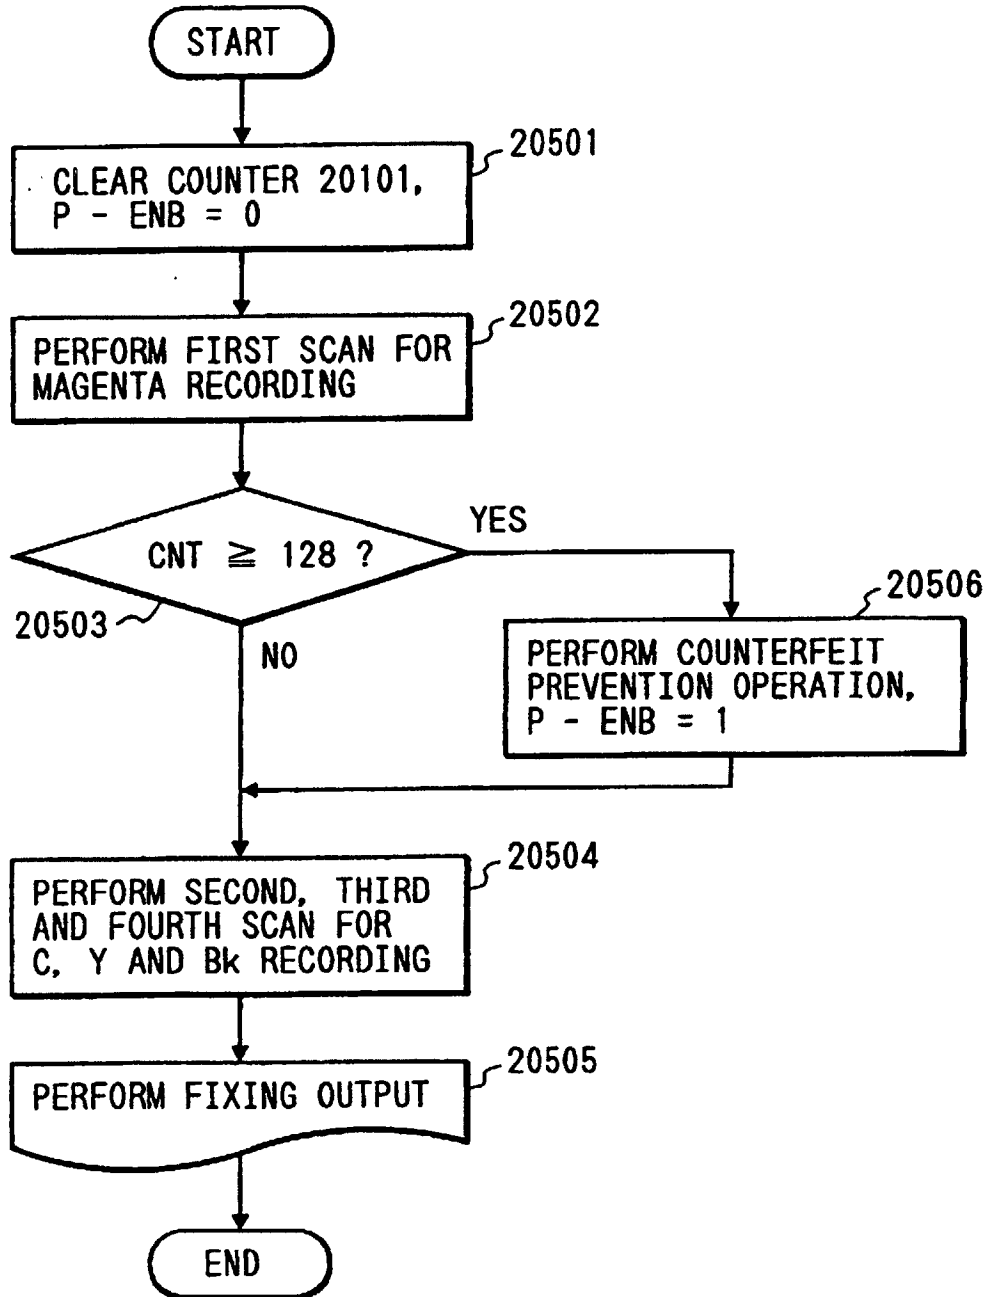 START
20501
CLEAR COUNTER 20101,
P - ENB = 0
20502
PERFORM FIRST SCAN FOR
MAGENTA RECORDING
YES
CNT ≧ 128 ?
20503
NO
20506
PERFORM COUNTERFEIT
PREVENTION OPERATION,
P - ENB = 1
20504
PERFORM SECOND, THIRD
AND FOURTH SCAN FOR
C, Y AND Bk RECORDING
20505
PERFORM FIXING OUTPUT
END